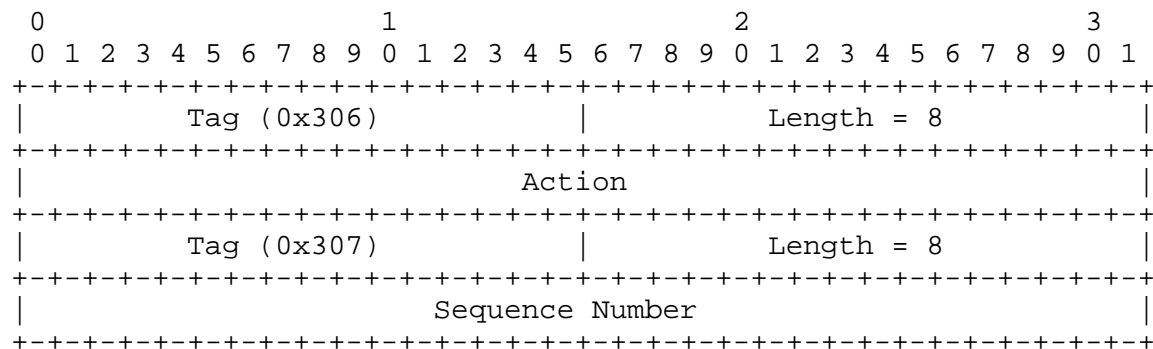 0                   1                   2                   3
0 1 2 3 4 5 6 7 8 9 0 1 2 3 4 5 6 7 8 9 0 1 2 3 4 5 6 7 8 9 0 1
+-+-+-+-+-+-+-+-+-+-+-+-+-+-+-+-+-+-+-+-+-+-+-+-+-+-+-+-+-+-+-+-+
|         Tag (0x306)           |          Length = 8           |
+-+-+-+-+-+-+-+-+-+-+-+-+-+-+-+-+-+-+-+-+-+-+-+-+-+-+-+-+-+-+-+-+
|                            Action                             |
+-+-+-+-+-+-+-+-+-+-+-+-+-+-+-+-+-+-+-+-+-+-+-+-+-+-+-+-+-+-+-+-+
|         Tag (0x307)           |          Length = 8           |
+-+-+-+-+-+-+-+-+-+-+-+-+-+-+-+-+-+-+-+-+-+-+-+-+-+-+-+-+-+-+-+-+
|                       Sequence Number                         |
+-+-+-+-+-+-+-+-+-+-+-+-+-+-+-+-+-+-+-+-+-+-+-+-+-+-+-+-+-+-+-+-+